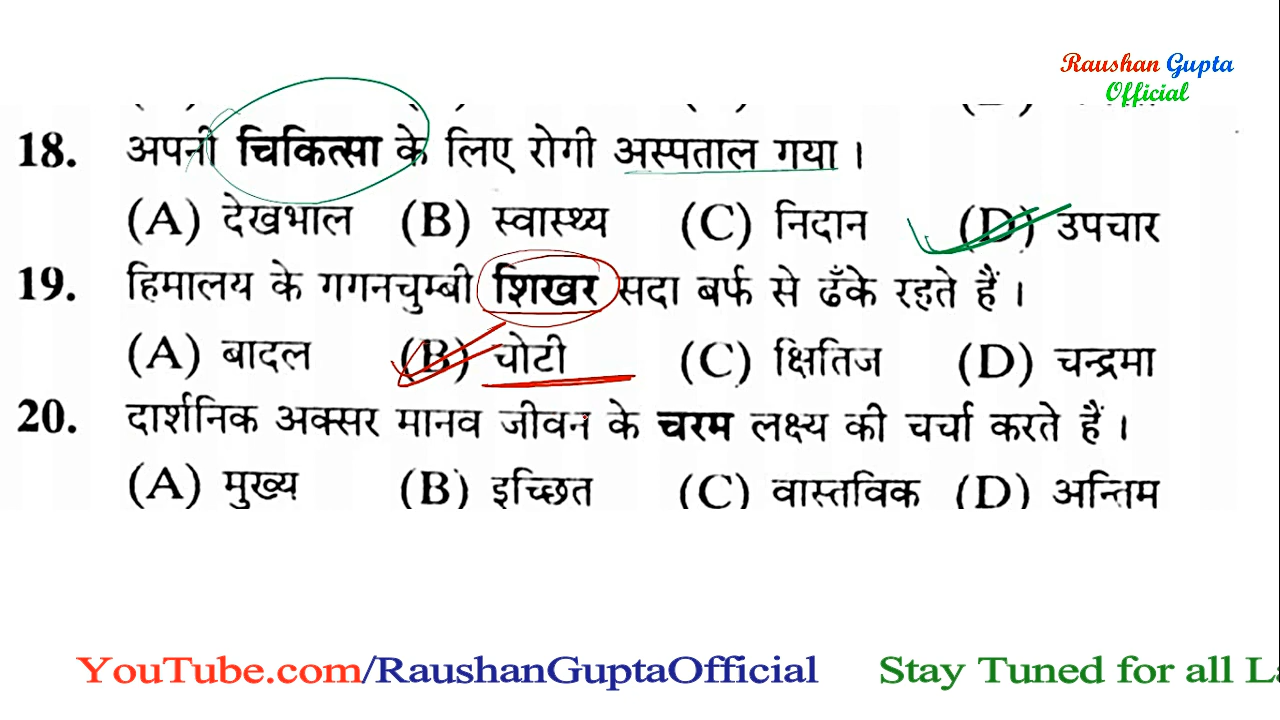 Raushan Gupta
Official
18. अपनी चिकित्सा के लिए रोगी अस्पताल गया ।
(A) देखभाल (B) स्वास्थ्य (C) निदान (D) उपचार
19. हिमालय के गगनचुम्बी शिखर सदा बर्फ से ढँके रहते हैं ।
(A) बादल (B) चोटी (C) क्षितिज (D) चन्द्रमा
20. दार्शनिक अक्सर मानव जीवन के चरम लक्ष्य की चर्चा करते हैं ।
(A) मुख्य (B) इच्छित (C) वास्तविक (D) अन्तिम
YouTube.com/RaushanGuptaOfficial Stay Tuned for all